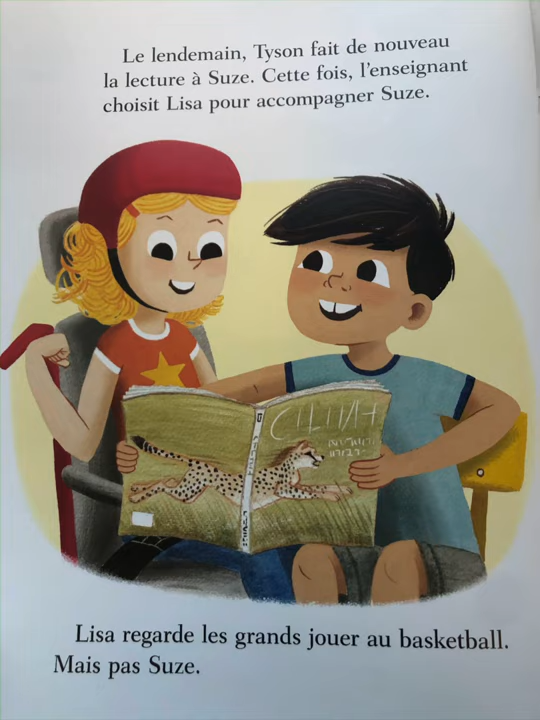 Le lendemain, Tyson fait de nouveau
la lecture à Suze. Cette fois, l'enseignant
choisit Lisa pour accompagner Suze.
Lisa regarde les grands jouer au basketball.
Mais pas Suze.